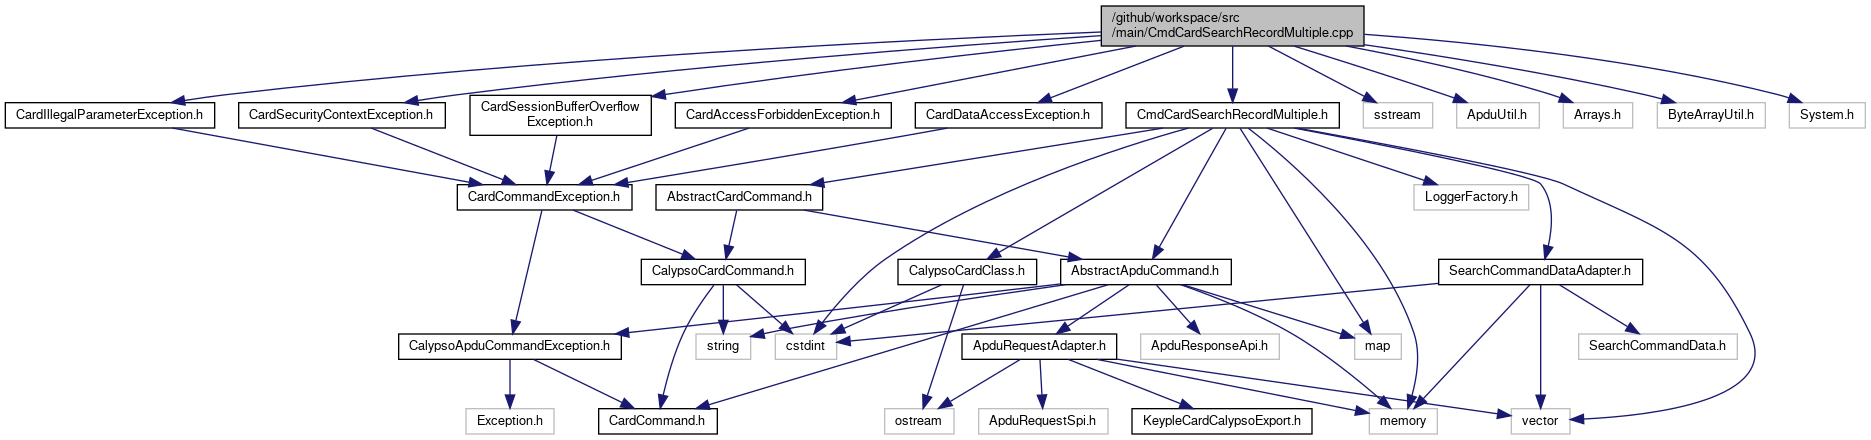 /github/workspace/src
/main/CmdCardSearchRecordMultiple.cpp
CardIllegalParameterException.h
CardSecurityContextException.h
CardSessionBufferOverflow
Exception.h
CardAccessForbiddenException.h
CardDataAccessException.h
CmdCardSearchRecordMultiple.h
sstream
ApduUtil.h
Arrays.h
ByteArrayUtil.h
System.h
CardCommandException.h
AbstractCardCommand.h
LoggerFactory.h
CalypsoCardCommand.h
CalypsoCardClass.h
AbstractApduCommand.h
SearchCommandDataAdapter.h
CalypsoApduCommandException.h
string
cstdint
ApduRequestAdapter.h
ApduResponseApi.h
map
SearchCommandData.h
Exception.h
CardCommand.h
ostream
ApduRequestSpi.h
KeypleCardCalypsoExport.h
memory
vector